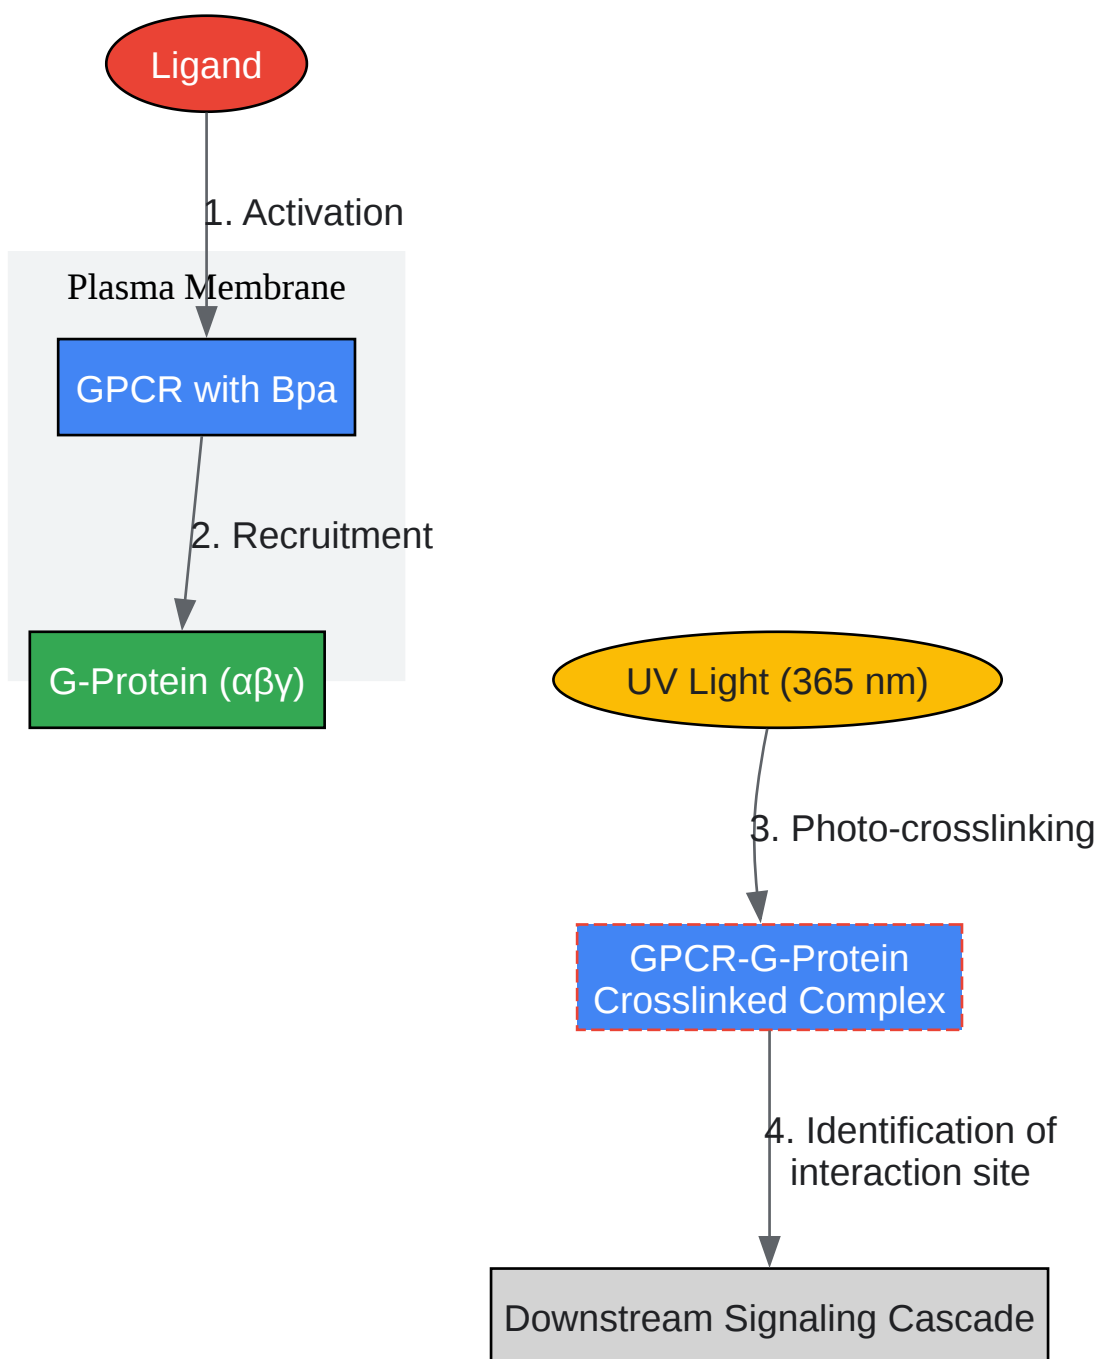 Ligand
1. Activation
Plasma Membrane
GPCR with Bpa
2. Recruitment
G-Protein (αβγ)
UV Light (365 nm)
3. Photo-crosslinking
GPCR-G-Protein
Crosslinked Complex
4. Identification of
interaction site
Downstream Signaling Cascade